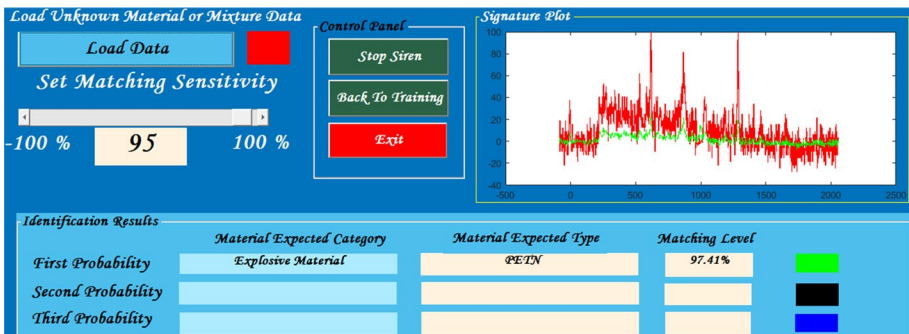 Load Unknown Material or Mixture Data
Load Data
Set Matching Sensitivity
-100 %
95
100 %
Control Panel
Stop Siren
Back To Training
Exit
Signature Plot
100
80
60
40
20
0
-20
-40
-500
0
500
1000
1500
2000
2500
Identification Results
Material Expected Category
Material Expected Type
Matching Level
First Probability
Explosive Material
PETN
97.41%
Second Probability
Third Probability